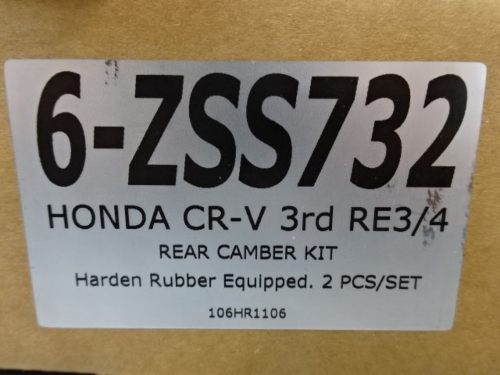 6-ZSS732
HONDA CR-V 3rd RE3/4
REAR CAMBER KIT
Harden Rubber Equipped. 2 PCS/SET
106HR1106